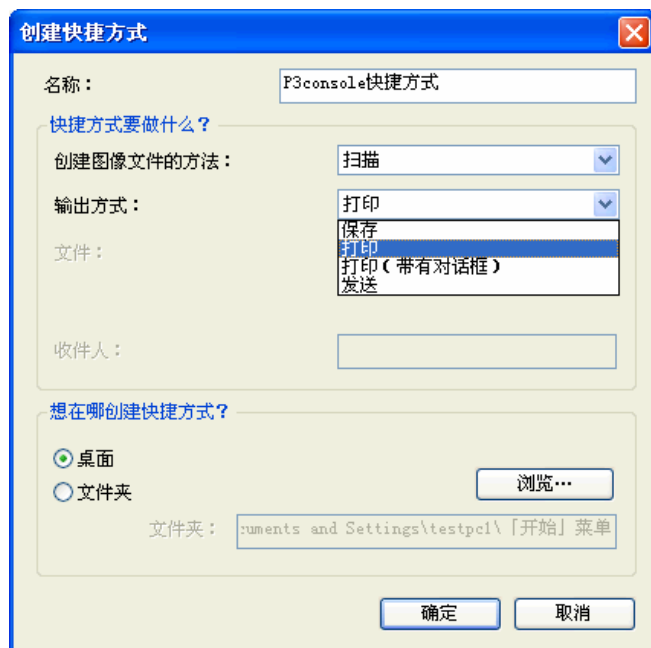 创建快捷方式
名称：
P3console快捷方式
快捷方式要做什么？
创建图像文件的方法：
扫描
输出方式：
打印
保存
打印
打印(带有对话框)
发送
文件：
收件人：
想在哪创建快捷方式？
桌面
文件夹
浏览…
文件夹：
uments and Settings\testpc1\「开始」菜单
确定
取消